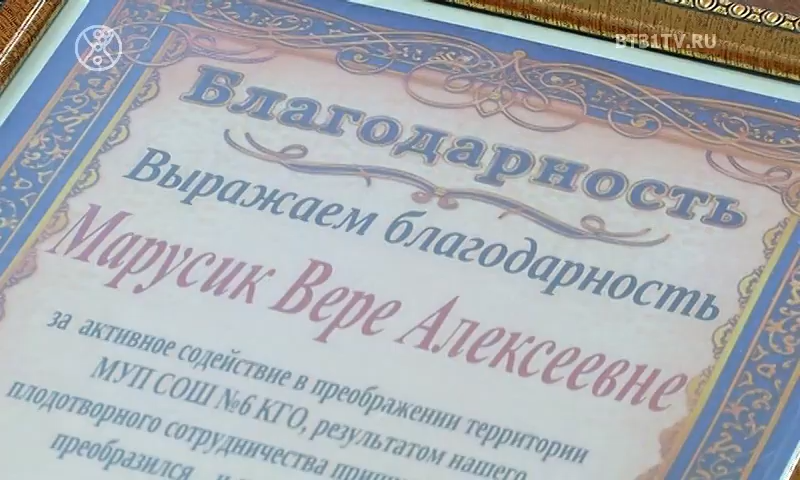 BTB1TV.RU
Благодарность
Выражаем благодарность
Марусик Вере Алексеевне
за активное содействие в преображении территории
МУП СОШ №6 КГО, результатом нашего
плодотворного сотрудничества
преобразился